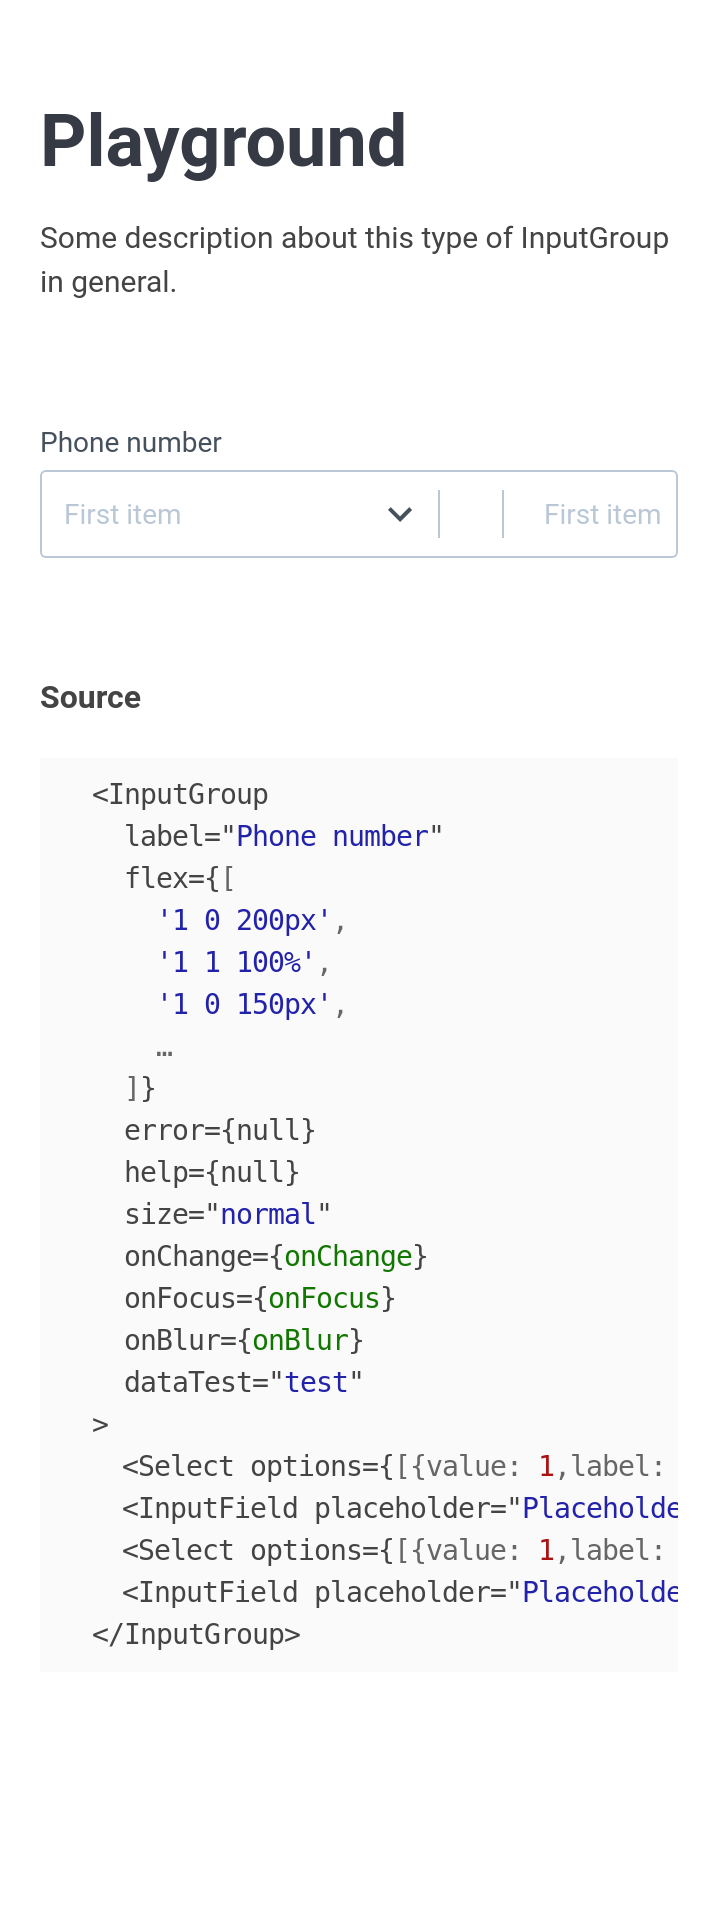 Playground
Some description about this type of InputGroup
in general.
Phone number
First item First item
Source
<InputGroup
label="Phone number"
flex={[
'1 0 200px',
'1 1 100%',
'1 0 150px',
…
]}
error={null}
help={null}
size="normal"
onChange={onChange}
onFocus={onFocus}
onBlur={onBlur}
dataTest="test"
>
<Select options={[{value: 1,label:
<InputField placeholder="Placeholde
<Select options={[{value: 1,label:
<InputField placeholder="Placeholde
</InputGroup>